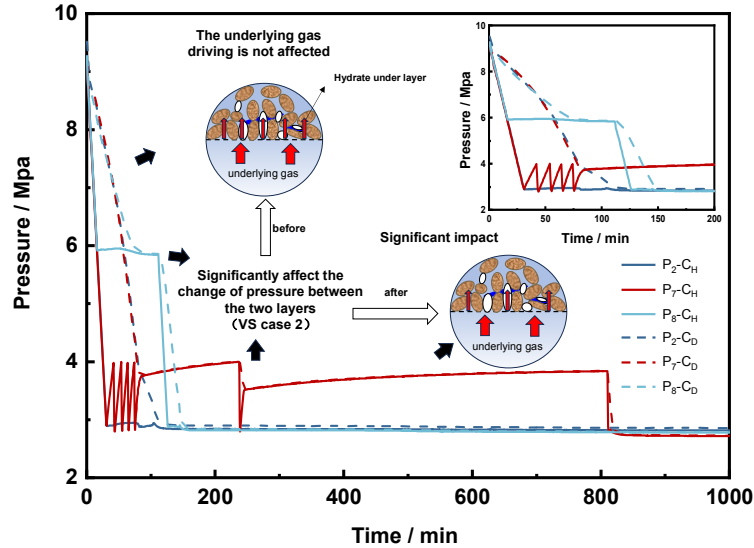 The underlying gas
driving is not affected
Hydrate under layer
underlying gas
before
Significantly affect the
change of pressure between
the two layers
（VS case 2）
after
Significant impact
underlying gas
P2-CH
P7-CH
P8-CH
P2-CD
P7-CD
P8-CD
Pressure / Mpa
10
8
6
4
2
0
200
400
600
800
1000
Time / min
Pressure / Mpa
10
8
6
4
2
0
50
100
150
200
Time / min